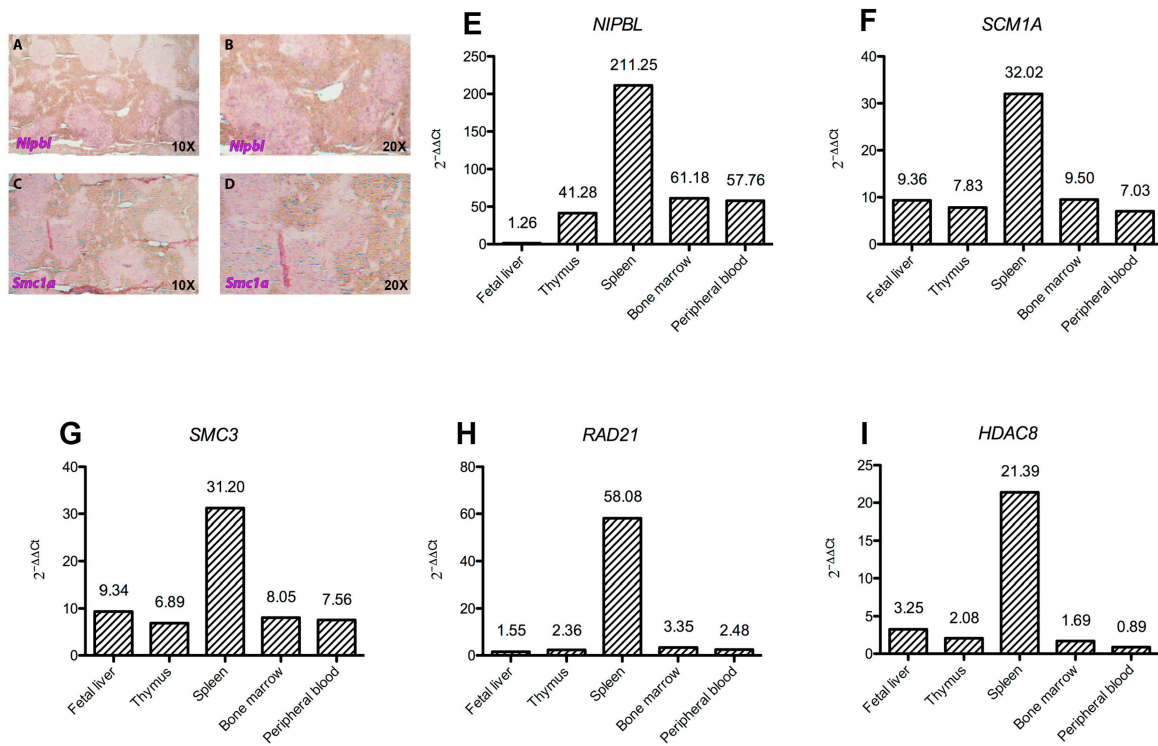 A
Nipbl
10X
B
Nipbl
20X
C
Smc1a
10X
D
Smc1a
20X
E
NIPBL
2^−ΔΔCt
250
200
150
100
50
0
1.26
41.28
211.25
61.18
57.76
Fetal liver
Thymus
Spleen
Bone marrow
Peripheral blood
F
SCM1A
2^−ΔΔCt
40
30
20
10
0
9.36
7.83
32.02
9.50
7.03
Fetal liver
Thymus
Spleen
Bone marrow
Peripheral blood
G
SMC3
2^−ΔΔCt
40
30
20
10
0
9.34
6.89
31.20
8.05
7.56
Fetal liver
Thymus
Spleen
Bone marrow
Peripheral blood
H
RAD21
2^−ΔΔCt
80
60
40
20
0
1.55
2.36
58.08
3.35
2.48
Fetal liver
Thymus
Spleen
Bone marrow
Peripheral blood
I
HDAC8
2^−ΔΔCt
25
20
15
10
5
0
3.25
2.08
21.39
1.69
0.89
Fetal liver
Thymus
Spleen
Bone marrow
Peripheral blood